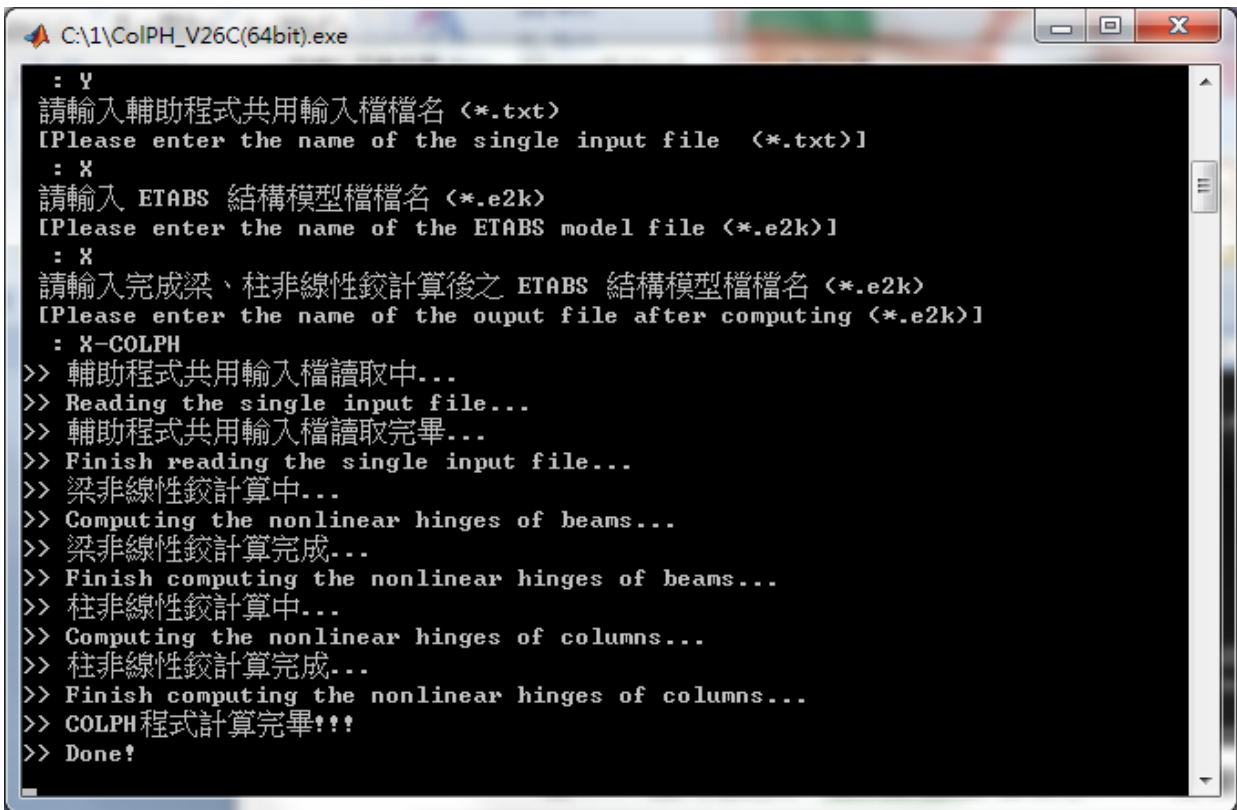 C:\1\ColPH_V26C(64bit).exe
: Y
請輸入輔助程式共用輸入檔檔名 (*.txt)
[Please enter the name of the single input file  (*.txt)]
: X
請輸入 ETABS 結構模型檔檔名 (*.e2k)
[Please enter the name of the ETABS model file (*.e2k)]
: X
請輸入完成梁、柱非線性鉸計算後之 ETABS 結構模型檔檔名 (*.e2k)
[Please enter the name of the ouput file after computing (*.e2k)]
: X-COLPH
>> 輔助程式共用輸入檔讀取中...
>> Reading the single input file...
>> 輔助程式共用輸入檔讀取完畢...
>> Finish reading the single input file...
>> 梁非線性鉸計算中...
>> Computing the nonlinear hinges of beams...
>> 梁非線性鉸計算完成...
>> Finish computing the nonlinear hinges of beams...
>> 柱非線性鉸計算中...
>> Computing the nonlinear hinges of columns...
>> 柱非線性鉸計算完成...
>> Finish computing the nonlinear hinges of columns...
>> COLPH程式計算完畢!!!
>> Done!